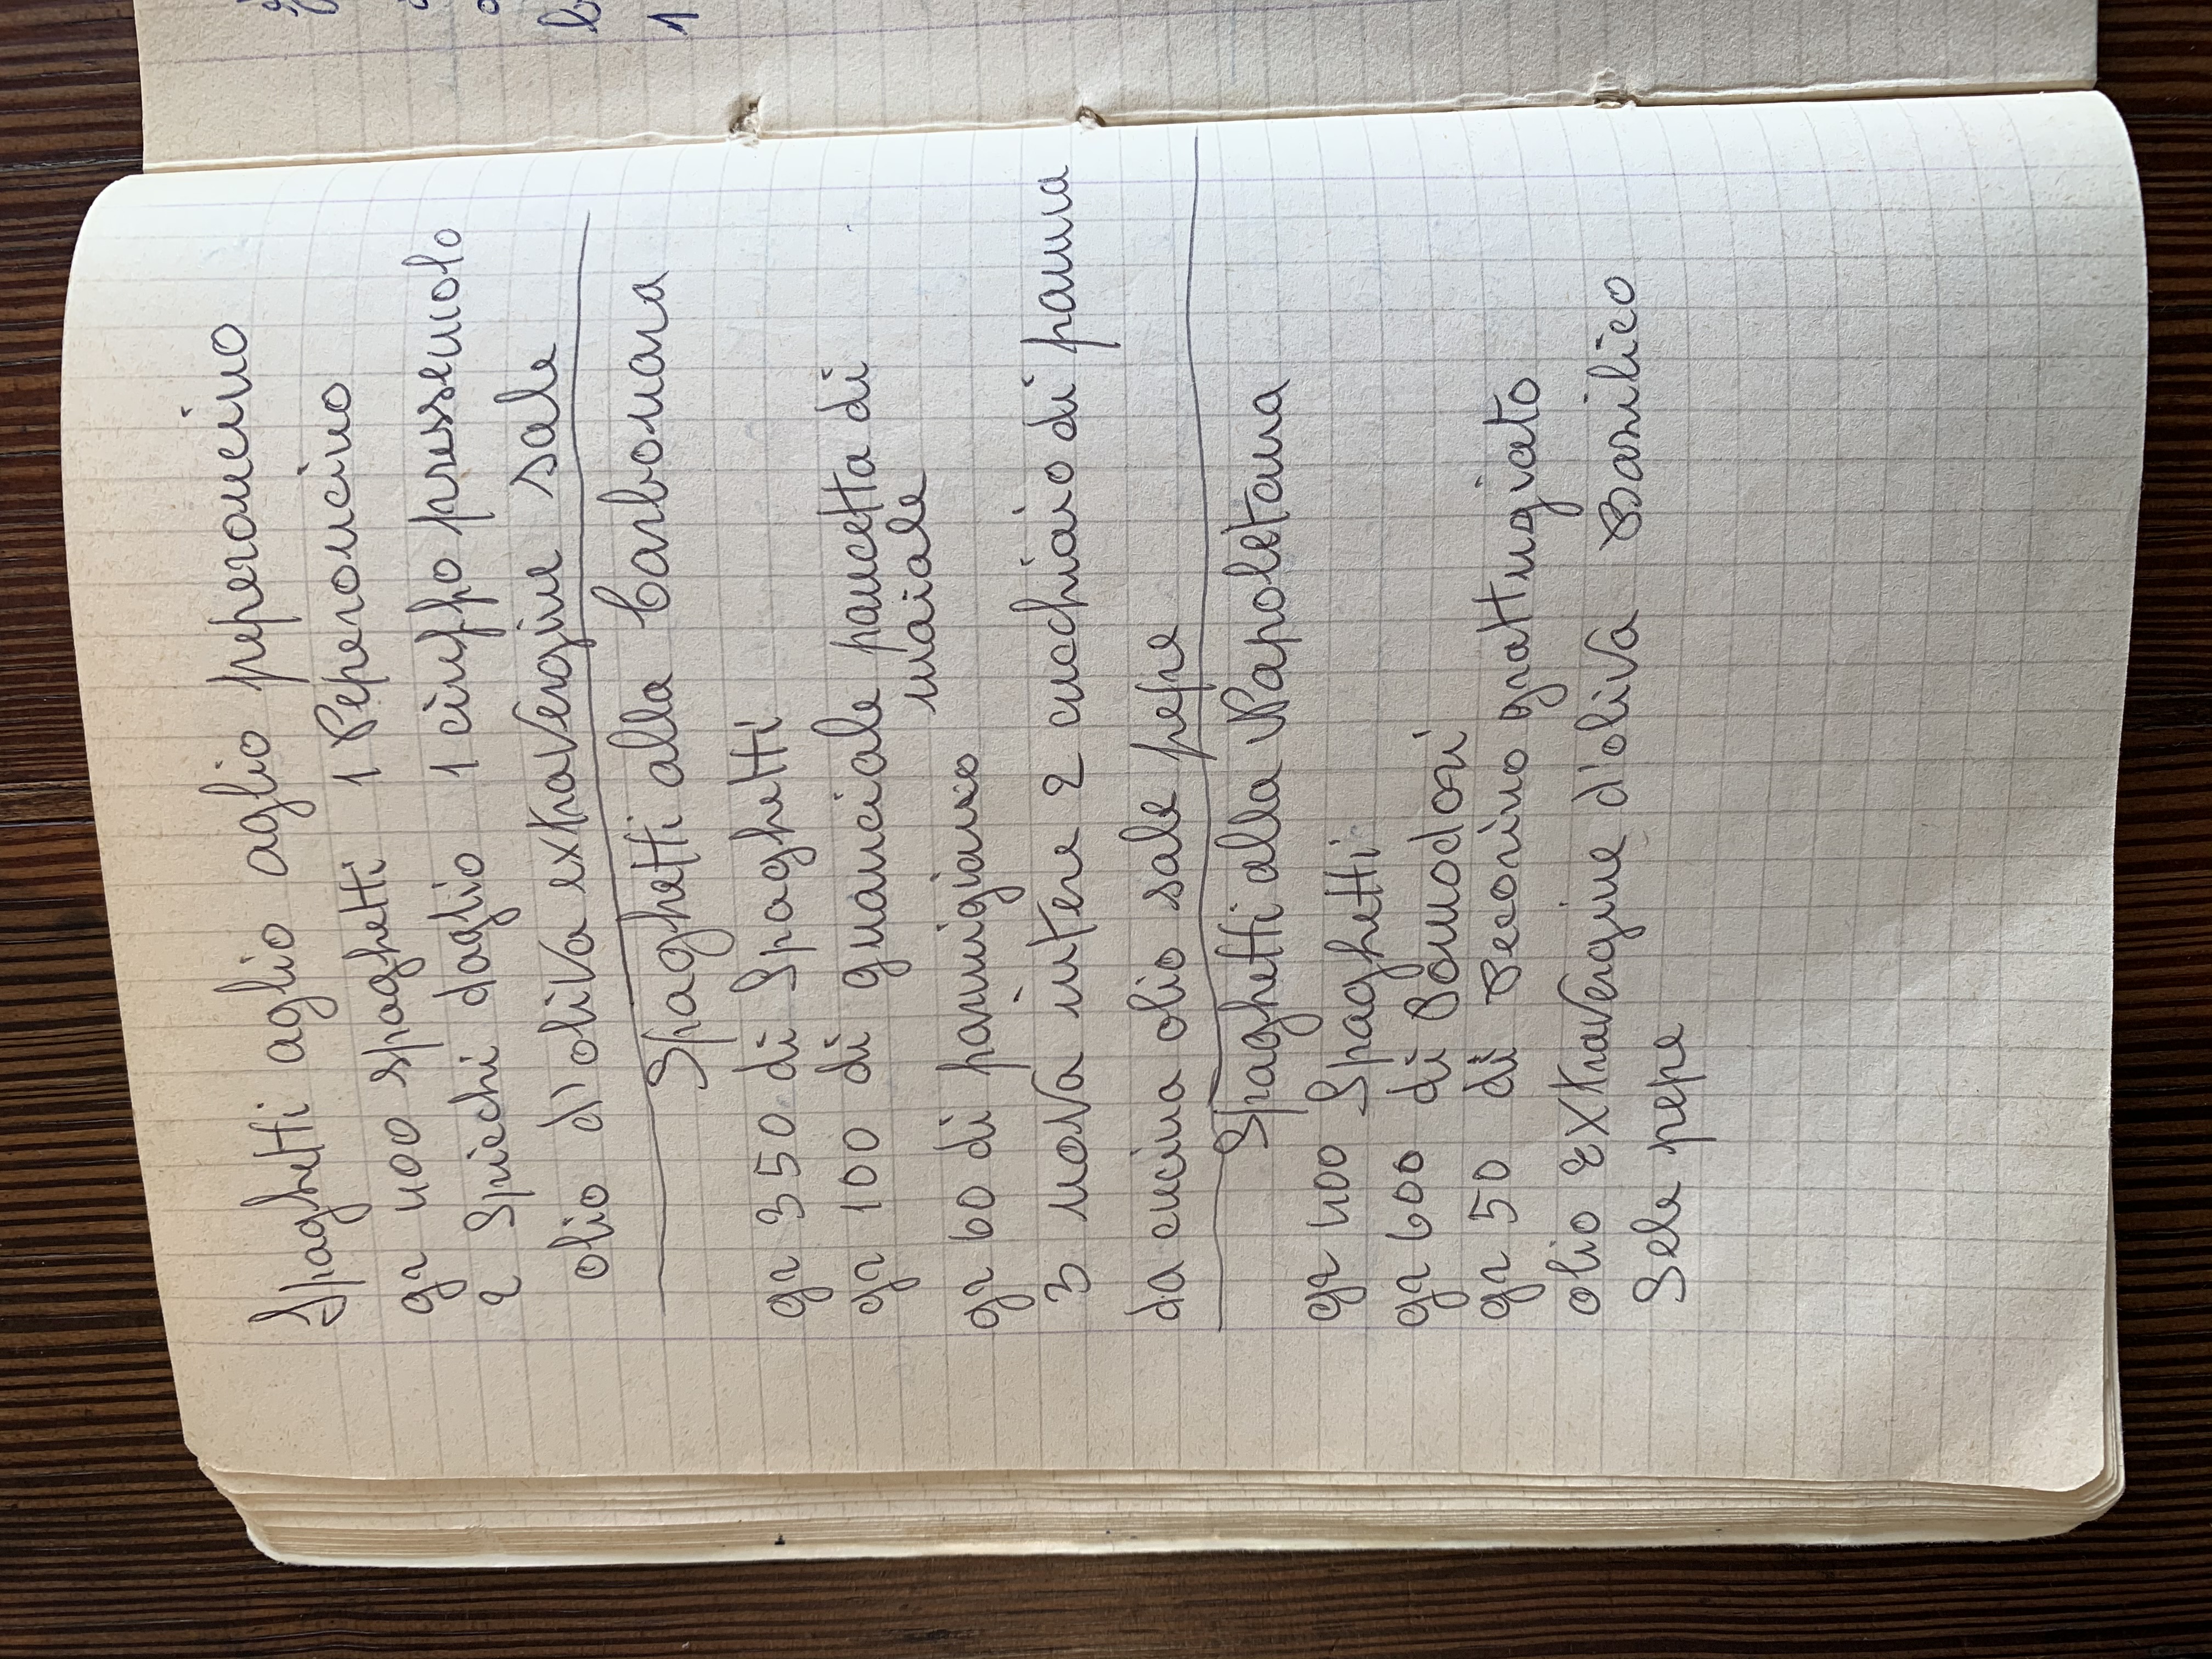 Spaghetti aglio aglio peperoncino
gr 400 spaghetti 1 Peperoncino
2 Spicchi daglio 1 ciuffo pressemolo
olio d'oliva extravergine sale
Spaghetti alla Carbonara
gr 350 di Spaghetti
gr 100 di guanciale pancetta di
maiale
gr 60 di parmigiano
3 uova intere 2 cucchiaio di panna
da cucina olio sale pepe
Spaghetti alla Napoletana
gr 400 Spaghetti
gr 600 di Pomodori
gr 50 di Pecorino grattugiato
olio Extravergine d'oliva Basilico
Sele pepe